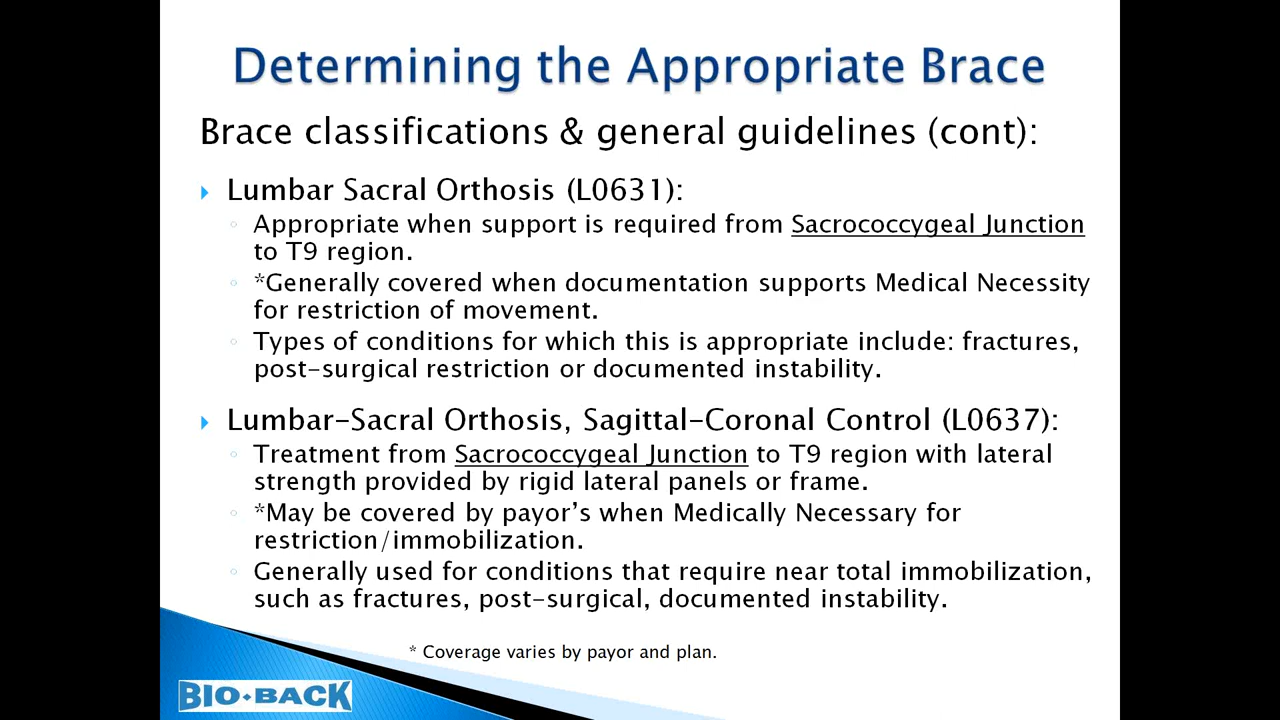 Determining the Appropriate Brace
Brace classifications & general guidelines (cont):
Lumbar Sacral Orthosis (L0631):
Appropriate when support is required from Sacrococcygeal Junction
to T9 region.
*Generally covered when documentation supports Medical Necessity
for restriction of movement.
Types of conditions for which this is appropriate include: fractures,
post-surgical restriction or documented instability.
Lumbar-Sacral Orthosis, Sagittal-Coronal Control (L0637):
Treatment from Sacrococcygeal Junction to T9 region with lateral
strength provided by rigid lateral panels or frame.
*May be covered by payor's when Medically Necessary for
restriction/immobilization.
Generally used for conditions that require near total immobilization,
such as fractures, post-surgical, documented instability.
* Coverage varies by payor and plan.
BIO•BACK